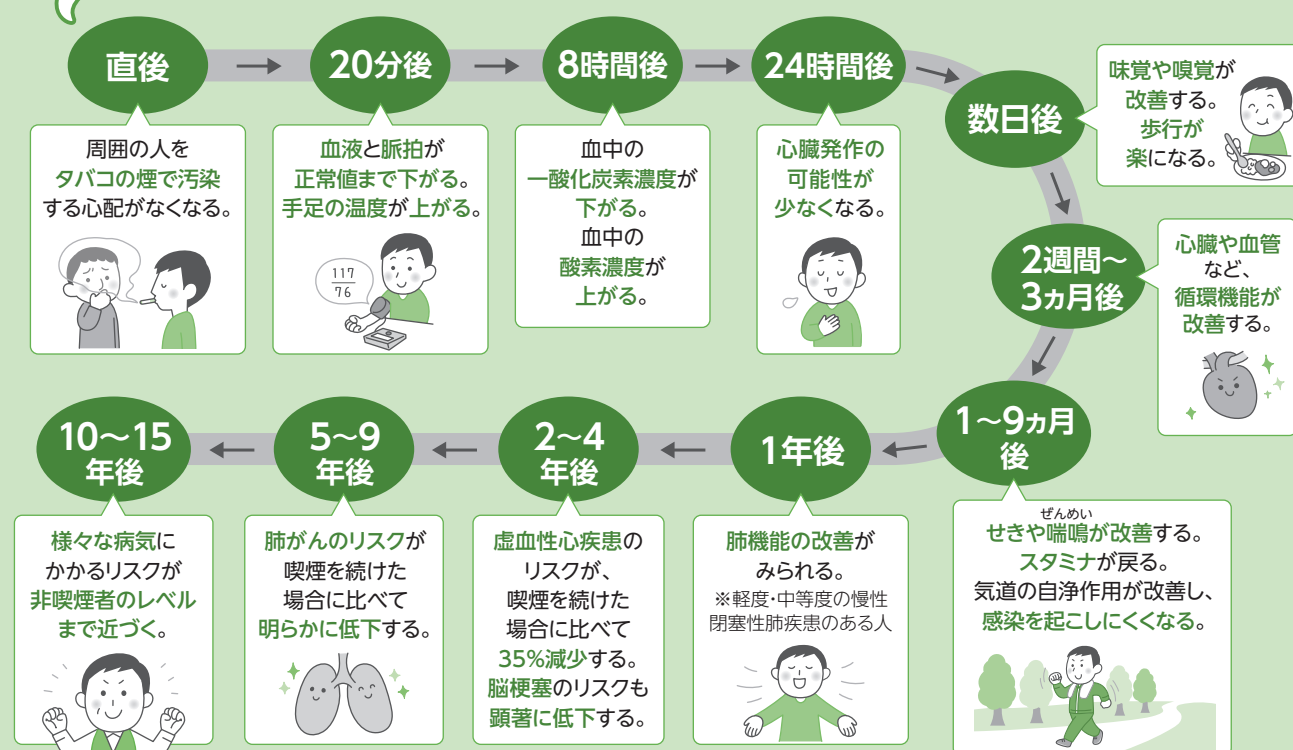 直後
周囲の人を
タバコの煙で汚染
する心配がなくなる。
20分後
血液と脈拍が
正常値まで下がる。
手足の温度が上がる。
117
76
8時間後
血中の
一酸化炭素濃度が
下がる。
血中の
酸素濃度が
上がる。
24時間後
心臓発作の
可能性が
少なくなる。
数日後
味覚や嗅覚が
改善する。
歩行が
楽になる。
2週間〜
3ヵ月後
心臓や血管
など、
循環機能が
改善する。
1〜9ヵ月
後
ぜんめい
せきや喘鳴が改善する。
スタミナが戻る。
気道の自浄作用が改善し、
感染を起こしにくくなる。
1年後
肺機能の改善が
みられる。
※軽度・中等度の慢性
閉塞性肺疾患のある人
2〜4
年後
虚血性心疾患の
リスクが、
喫煙を続けた
場合に比べて
35%減少する。
脳梗塞のリスクも
顕著に低下する。
5〜9
年後
肺がんのリスクが
喫煙を続けた
場合に比べて
明らかに低下する。
10〜15
年後
様々な病気に
かかるリスクが
非喫煙者のレベル
まで近づく。